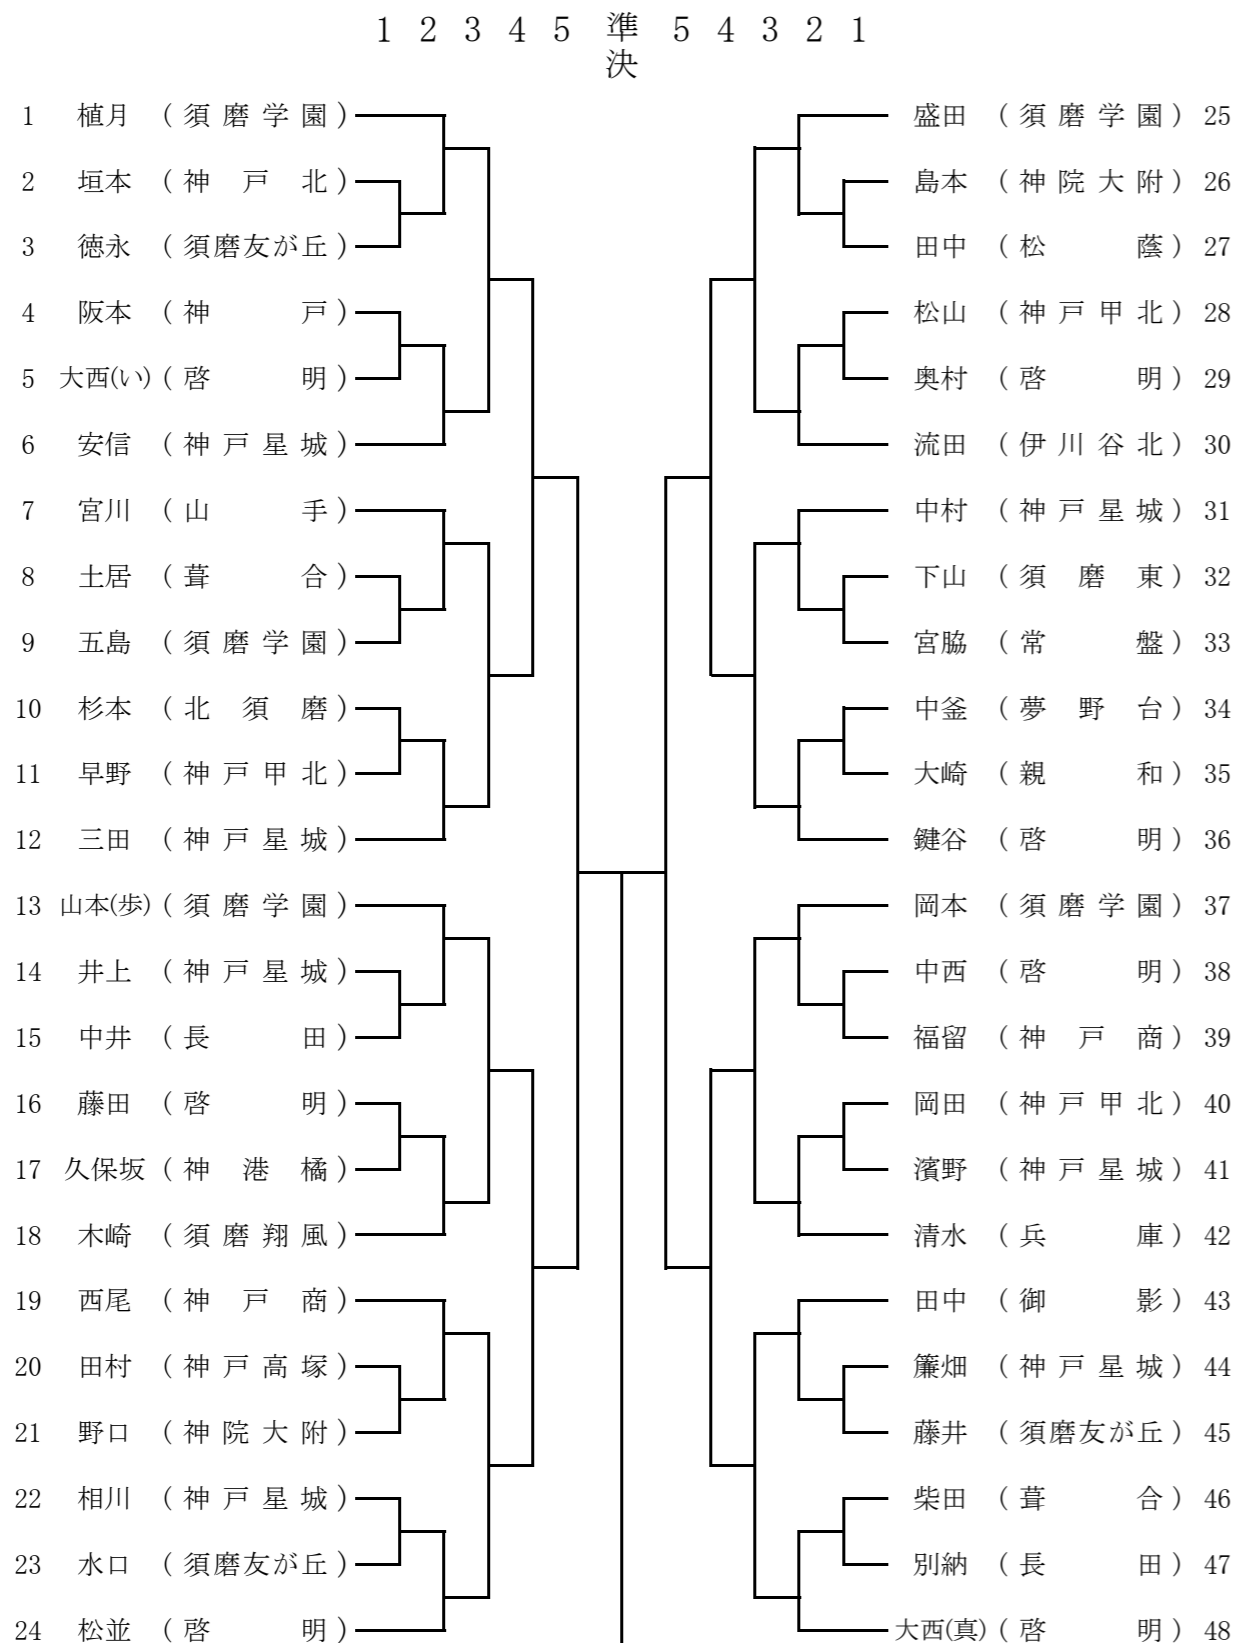 1 2 3 4 5 準決 5 4 3 2 1
1 植月 (須磨学園) 盛田 (須磨学園) 25
2 垣本 (神戸北) 島本 (神院大附) 26
3 徳永 (須磨友が丘) 田中 (松蔭) 27
4 阪本 (神戸) 松山 (神戸甲北) 28
5 大西(い) (啓明) 奥村 (啓明) 29
6 安信 (神戸星城) 流田 (伊川谷北) 30
7 宮川 (山手) 中村 (神戸星城) 31
8 土居 (葺合) 下山 (須磨東) 32
9 五島 (須磨学園) 宮脇 (常盤) 33
10 杉本 (北須磨) 中釜 (夢野台) 34
11 早野 (神戸甲北) 大崎 (親和) 35
12 三田 (神戸星城) 鍵谷 (啓明) 36
13 山本(歩) (須磨学園) 岡本 (須磨学園) 37
14 井上 (神戸星城) 中西 (啓明) 38
15 中井 (長田) 福留 (神戸商) 39
16 藤田 (啓明) 岡田 (神戸甲北) 40
17 久保坂 (神港橘) 濱野 (神戸星城) 41
18 木崎 (須磨翔風) 清水 (兵庫) 42
19 西尾 (神戸商) 田中 (御影) 43
20 田村 (神戸高塚) 簾畑 (神戸星城) 44
21 野口 (神院大附) 藤井 (須磨友が丘) 45
22 相川 (神戸星城) 柴田 (葺合) 46
23 水口 (須磨友が丘) 別納 (長田) 47
24 松並 (啓明) 大西(真) (啓明) 48